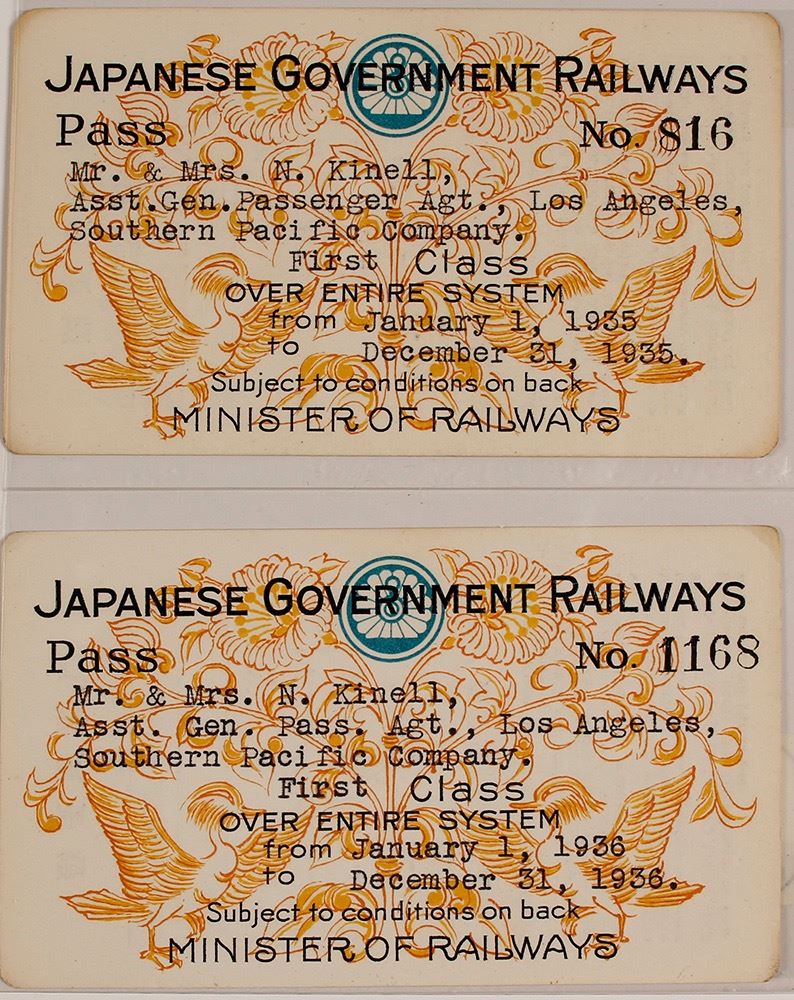 JAPANESE GOVERNMENT RAILWAYS
Pass No. 816
Mr. & Mrs. N. Kinell,
Asst.Gen.Passenger Agt., Los Angeles,
Southern Pacific Company.
First Class
OVER ENTIRE SYSTEM
from January 1, 1935
to December 31, 1935.
Subject to conditions on back
MINISTER OF RAILWAYS
JAPANESE GOVERNMENT RAILWAYS
Pass No. 1168
Mr. & Mrs. N. Kinell,
Asst. Gen. Pass. Agt., Los Angeles,
Southern Pacific Company.
First Class
OVER ENTIRE SYSTEM
from January 1, 1936
to December 31, 1936.
Subject to conditions on back
MINISTER OF RAILWAYS